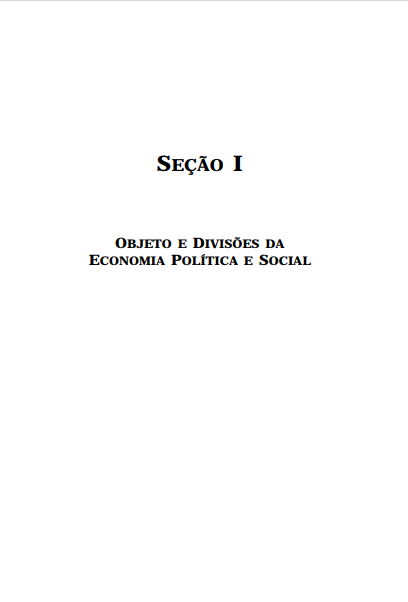 Seção I
Objeto e Divisões da
Economia Política e Social